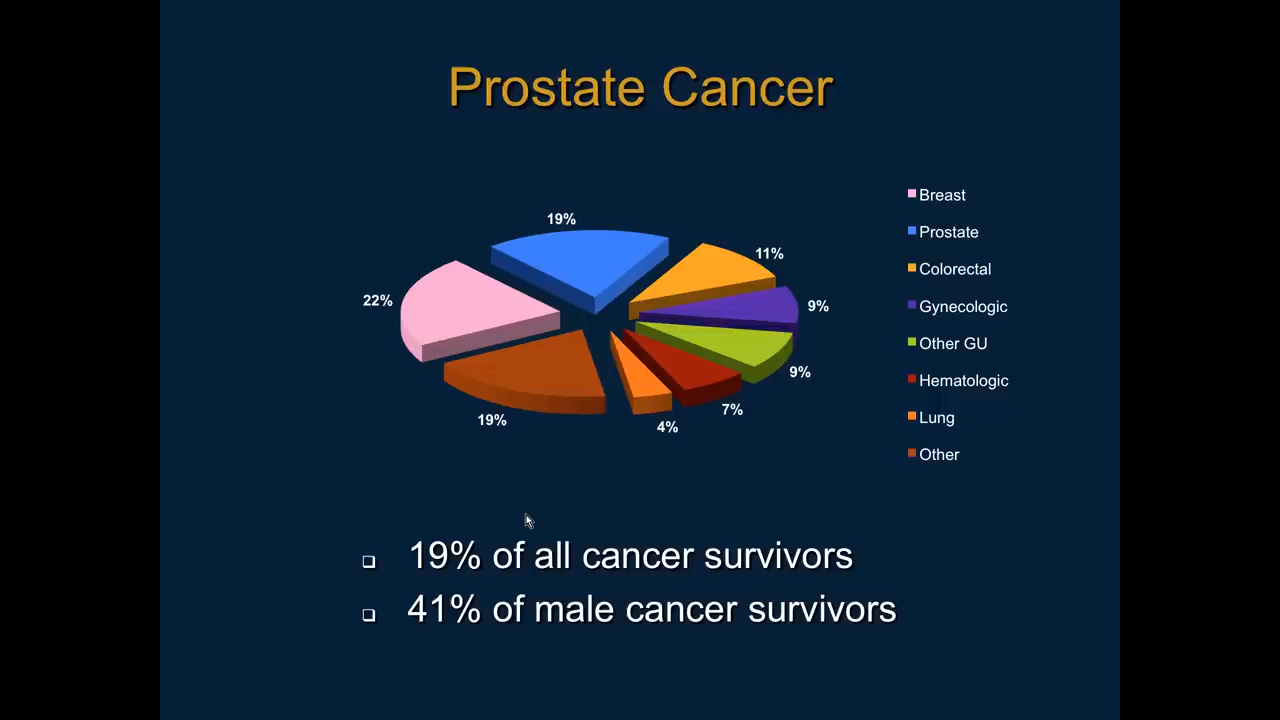 Prostate Cancer
19%
11%
22%
9%
9%
7%
4%
19%
Breast
Prostate
Colorectal
Gynecologic
Other GU
Hematologic
Lung
Other
19% of all cancer survivors
41% of male cancer survivors